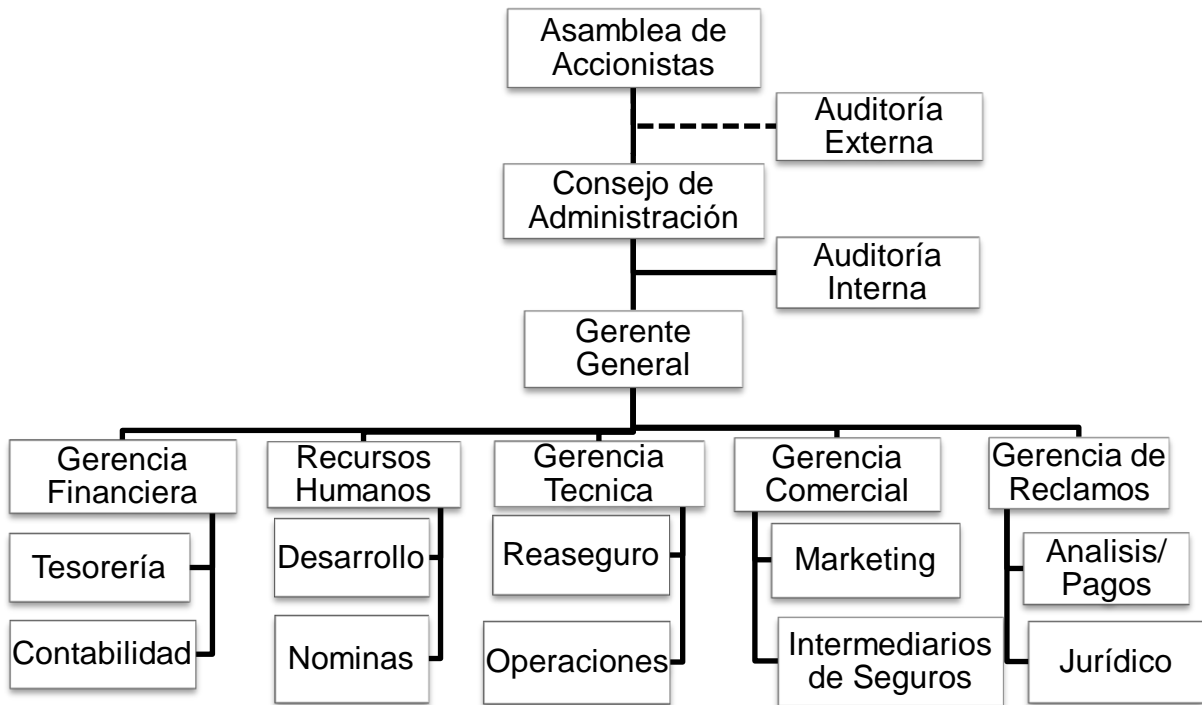 Asamblea de
Accionistas
Auditoría
Externa
Consejo de
Administración
Auditoría
Interna
Gerente
General
Gerencia
Financiera
Recursos
Humanos
Gerencia
Tecnica
Gerencia
Comercial
Gerencia de
Reclamos
Tesorería
Desarrollo
Reaseguro
Marketing
Analisis/
Pagos
Contabilidad
Nominas
Operaciones
Intermediarios
de Seguros
Jurídico